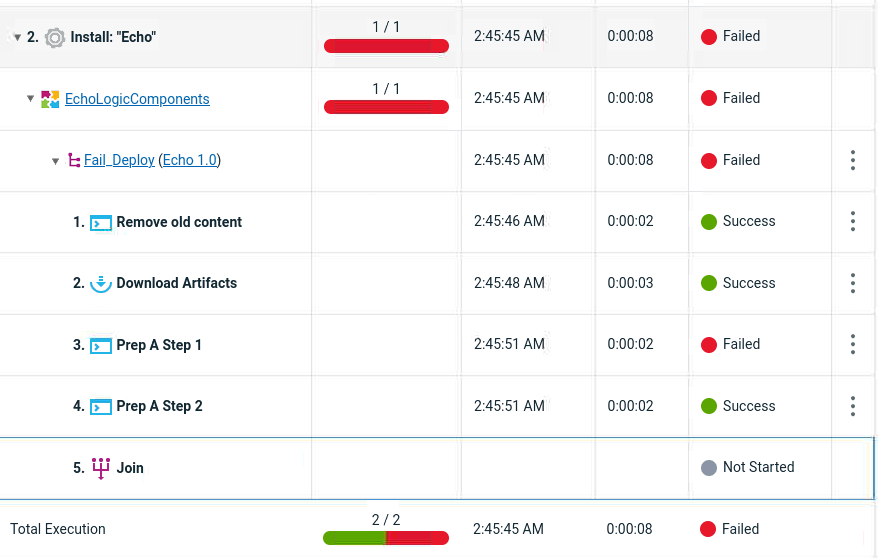 2. Install: "Echo" 1 / 1 2:45:45 AM 0:00:08 Failed
EchoLogicComponents 1 / 1 2:45:45 AM 0:00:08 Failed
Fail_Deploy (Echo 1.0) 2:45:45 AM 0:00:08 Failed
1. Remove old content 2:45:46 AM 0:00:02 Success
2. Download Artifacts 2:45:48 AM 0:00:03 Success
3. Prep A Step 1 2:45:51 AM 0:00:02 Failed
4. Prep A Step 2 2:45:51 AM 0:00:02 Success
5. Join Not Started
Total Execution 2 / 2 2:45:45 AM 0:00:08 Failed